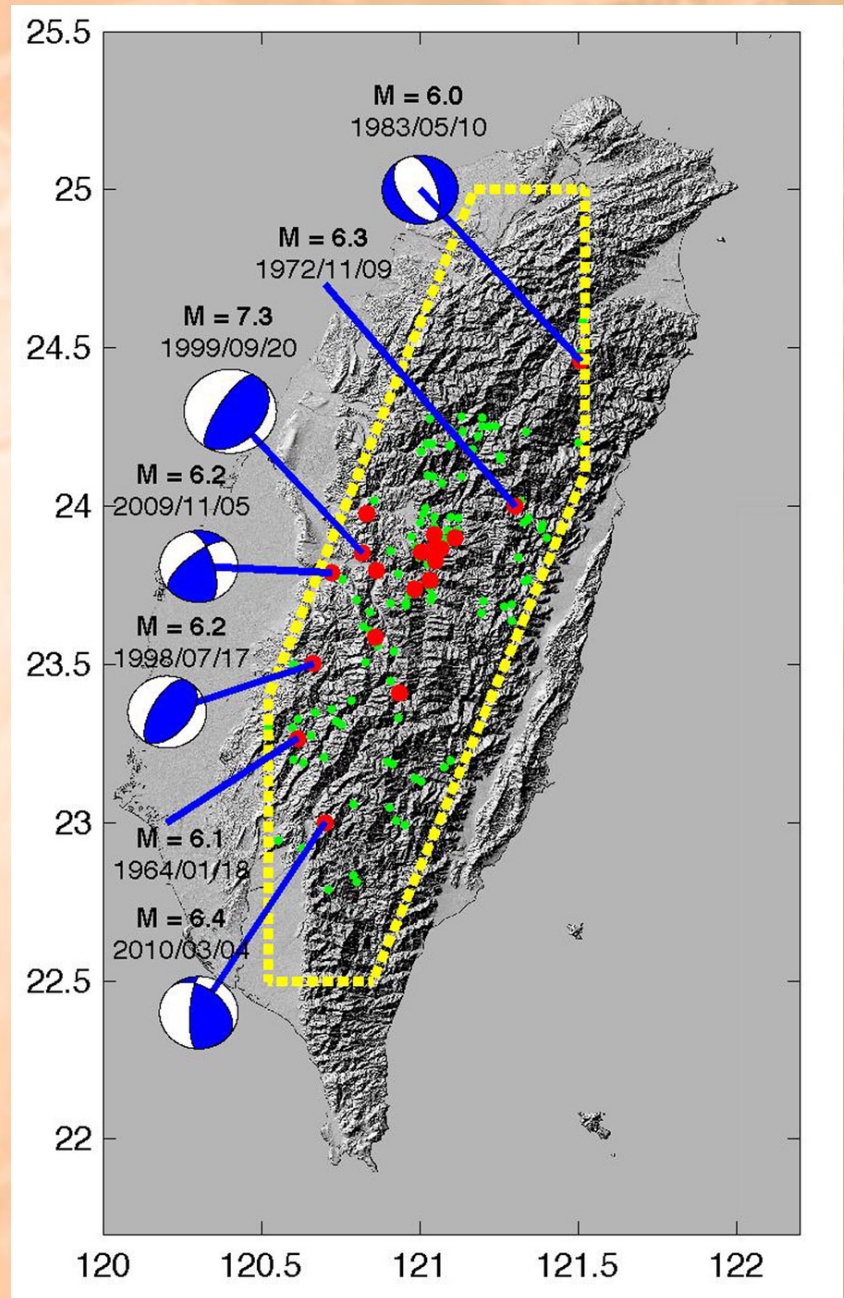 25.5
M = 6.0
1983/05/10
25
M = 6.3
1972/11/09
M = 7.3
1999/09/20
24.5
M = 6.2
2009/11/05
24
M = 6.2
1998/07/17
23.5
23
M = 6.1
1964/01/18
M = 6.4
2010/03/04
22.5
22
120 120.5 121 121.5 122